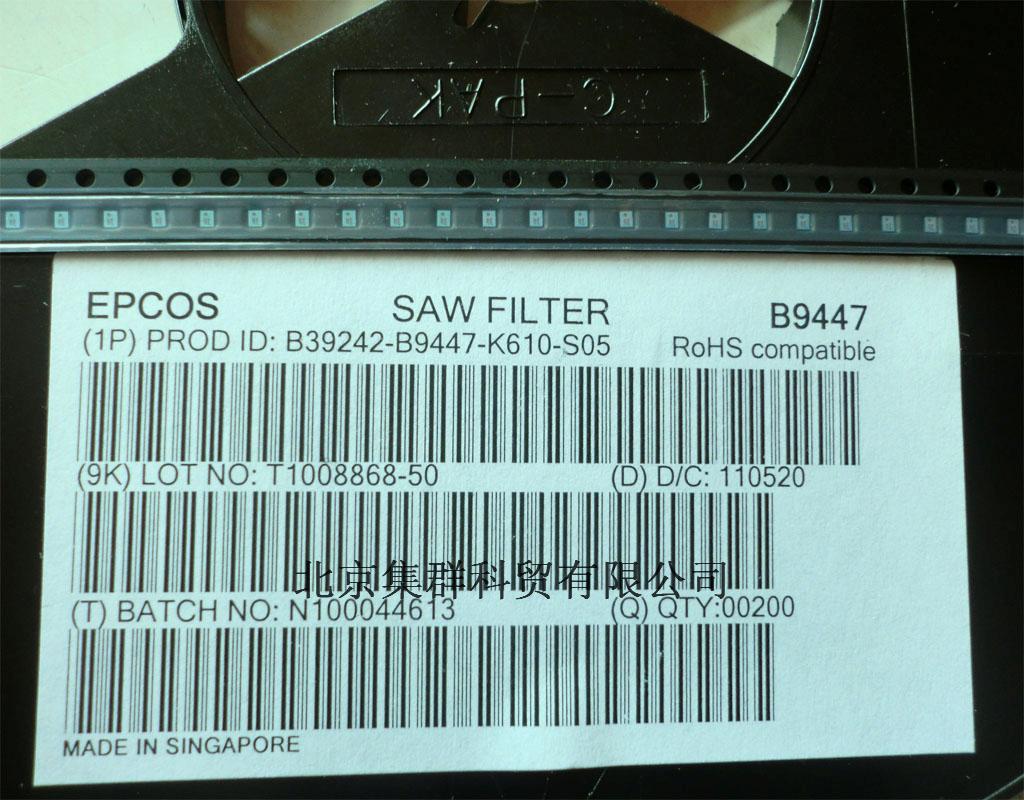 C-PAK
EPCOS SAW FILTER B9447
(1P) PROD ID: B39242-B9447-K610-S05 RoHS compatible
(9K) LOT NO: T1008868-50 (D) D/C: 110520
北京集群科贸有限公司
(T) BATCH NO: N100044613 (Q) QTY:00200
MADE IN SINGAPORE